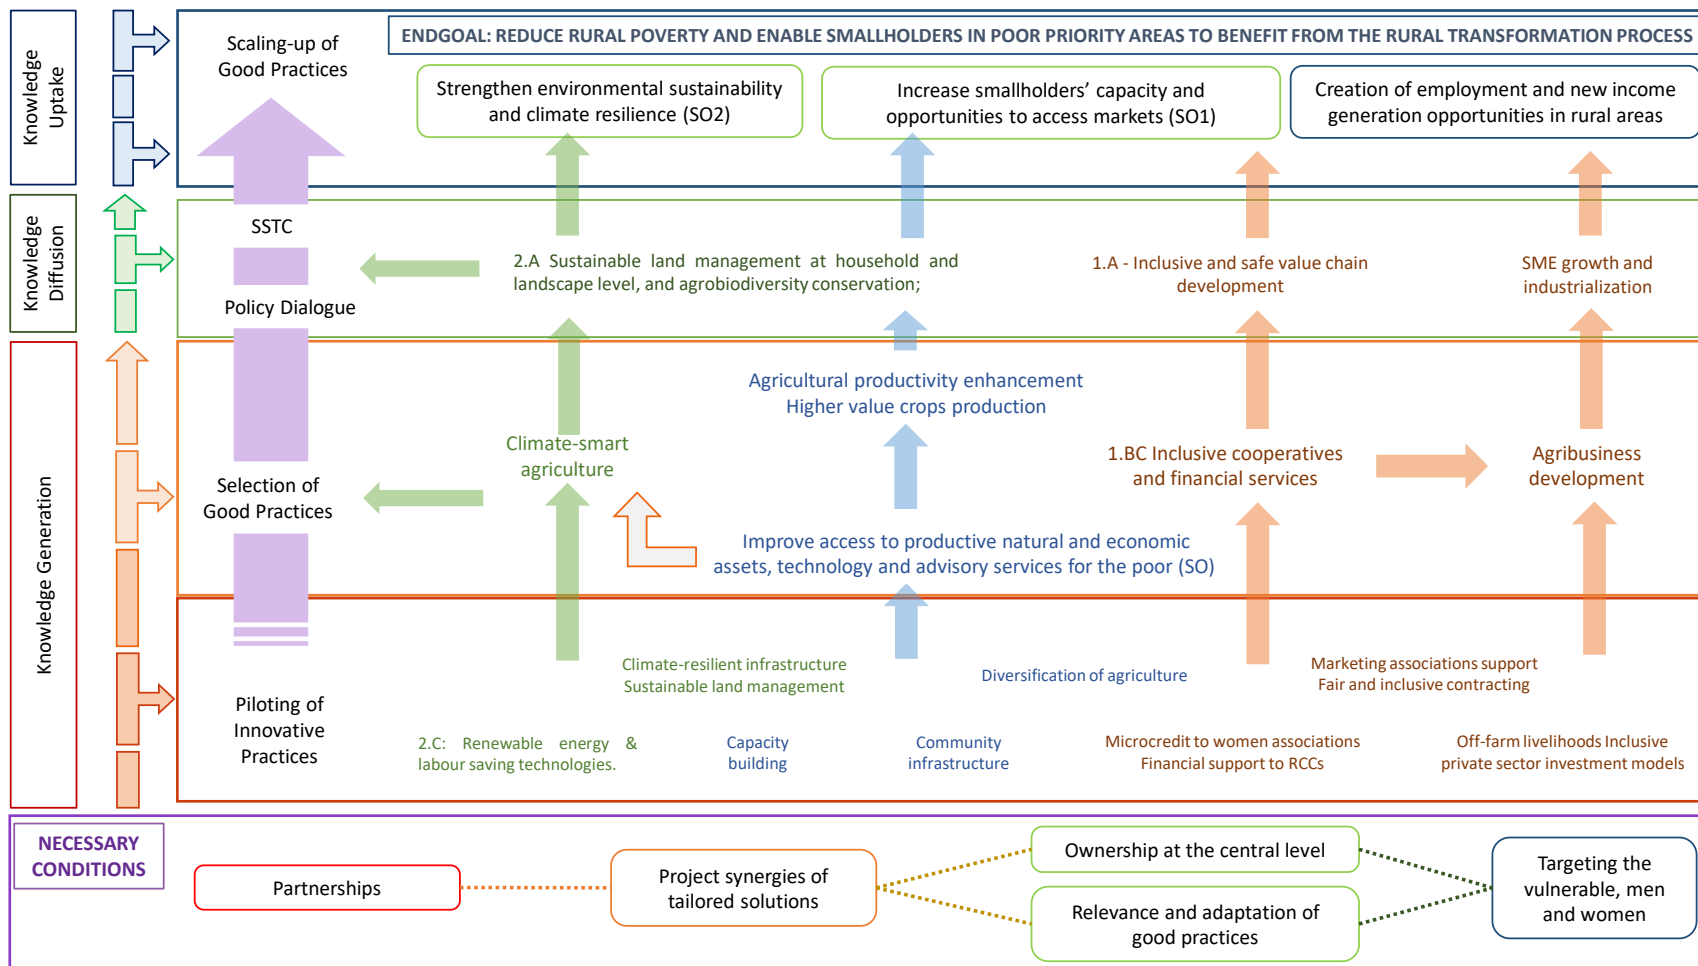 Knowledge
Uptake
Scaling-up of
Good Practices
ENDGOAL: REDUCE RURAL POVERTY AND ENABLE SMALLHOLDERS IN POOR PRIORITY AREAS TO BENEFIT FROM THE RURAL TRANSFORMATION PROCESS
Strengthen environmental sustainability
and climate resilience (SO2)
Increase smallholders’ capacity and
opportunities to access markets (SO1)
Creation of employment and new income
generation opportunities in rural areas
Knowledge
Diffusion
SSTC
Policy Dialogue
2.A Sustainable land management at household and
landscape level, and agrobiodiversity conservation;
1.A - Inclusive and safe value chain
development
SME growth and
industrialization
Knowledge Generation
Agricultural productivity enhancement
Higher value crops production
Climate-smart
agriculture
1.BC Inclusive cooperatives
and financial services
Agribusiness
development
Selection of
Good Practices
Improve access to productive natural and economic
assets, technology and advisory services for the poor (SO)
Piloting of
Innovative
Practices
Climate-resilient infrastructure
Sustainable land management
Diversification of agriculture
Marketing associations support
Fair and inclusive contracting
2.C: Renewable energy &
labour saving technologies.
Capacity
building
Community
infrastructure
Microcredit to women associations
Financial support to RCCs
Off-farm livelihoods Inclusive
private sector investment models
NECESSARY
CONDITIONS
Partnerships
Project synergies of
tailored solutions
Ownership at the central level
Relevance and adaptation of
good practices
Targeting the
vulnerable, men
and women